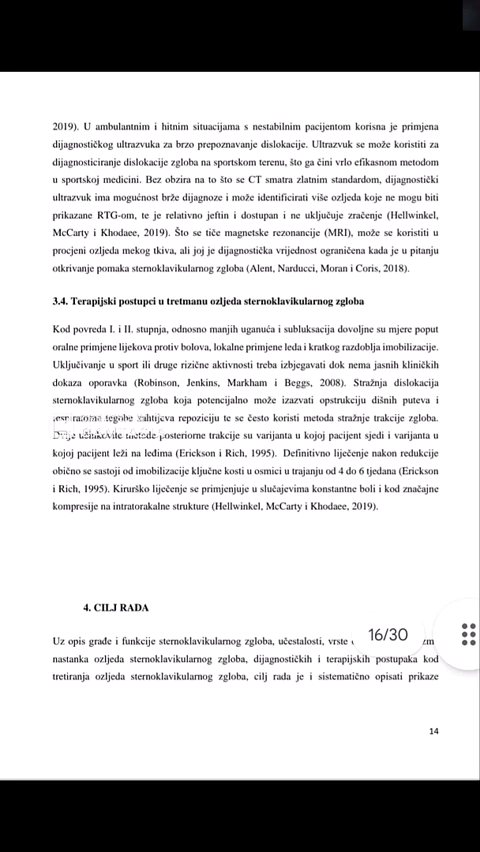 2019). U ambulantnim i hitnim situacijama s nestabilnim pacijentom korisna je primjena
dijagnostičkog ultrazvuka za brzo prepoznavanje dislokacije. Ultrazvuk se može koristiti za
dijagnosticiranje dislokacije zgloba na sportskom terenu, što ga čini vrlo efikasnom metodom
u sportskoj medicini. Bez obzira na to što se CT smatra zlatnim standardom, dijagnostički
ultrazvuk ima mogućnost brže dijagnoze i može identificirati više ozljeda koje ne mogu biti
prikazane RTG-om, te je relativno jeftin i dostupan i ne uključuje zračenje (Hellwinkel,
McCarty i Khodaee, 2019). Što se tiče magnetske rezonancije (MRI), može se koristiti u
procjeni ozljeda mekog tkiva, ali joj je dijagnostička vrijednost ograničena kada je u pitanju
otkrivanje pomaka sternoklavikularnog zgloba (Alent, Narducci, Moran i Coris, 2018).
3.4. Terapijski postupci u tretmanu ozljeda sternoklavikularnog zgloba
Kod povreda I. i II. stupnja, odnosno manjih uganuća i subluksacija dovoljne su mjere poput
oralne primjene lijekova protiv bolova, lokalne primjene leda i kratkog razdoblja imobilizacije.
Uključivanje u sport ili druge rizične aktivnosti treba izbjegavati dok nema jasnih kliničkih
dokaza oporavka (Robinson, Jenkins, Markham i Beggs, 2008). Stražnja dislokacija
sternoklavikularnog zgloba koja potencijalno može izazvati opstrukciju dišnih puteva i
respiratorne tegobe zahtijeva repoziciju te se često koristi metoda stražnje trakcije zgloba.
Dvije učinkovite metode posteriorne trakcije su varijanta u kojoj pacijent sjedi i varijanta u
kojoj pacijent leži na leđima (Erickson i Rich, 1995). Definitivno liječenje nakon redukcije
obično se sastoji od imobilizacije ključne kosti u osmici u trajanju od 4 do 6 tjedana (Erickson
i Rich, 1995). Kirurško liječenje se primjenjuje u slučajevima konstantne boli i kod značajne
kompresije na intratorakalne strukture (Hellwinkel, McCarty i Khodaee, 2019).
4. CILJ RADA
Uz opis građe i funkcije sternoklavikularnog zgloba, učestalosti, vrste 16/30
nastanka ozljeda sternoklavikularnog zgloba, dijagnostičkih i terapijskih postupaka kod
tretiranja ozljeda sternoklavikularnog zgloba, cilj rada je i sistematično opisati prikaze
14